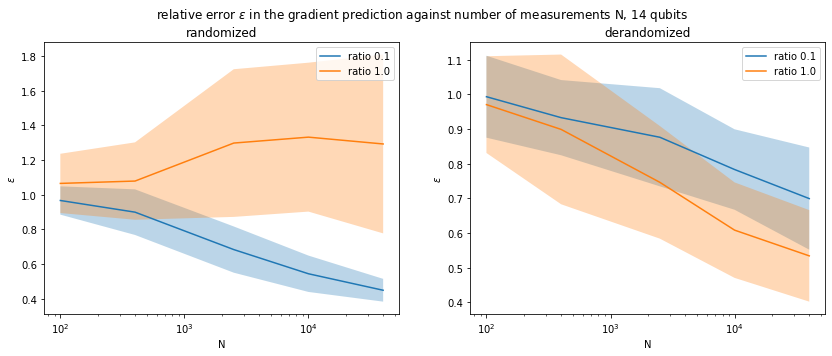 relative error ε in the gradient prediction against number of measurements N, 14 qubits
randomized
ratio 0.1
ratio 1.0
1.8
1.6
1.4
1.2
1.0
0.8
0.6
0.4
ε
10²
10³
10⁴
N
derandomized
ratio 0.1
ratio 1.0
1.1
1.0
0.9
0.8
0.7
0.6
0.5
0.4
ε
10²
10³
10⁴
N